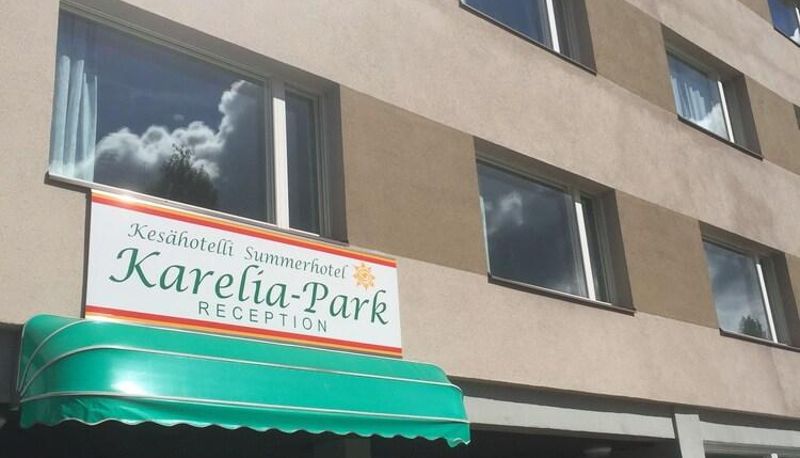 Kesähotelli Summerhotel
Karelia-Park
RECEPTION